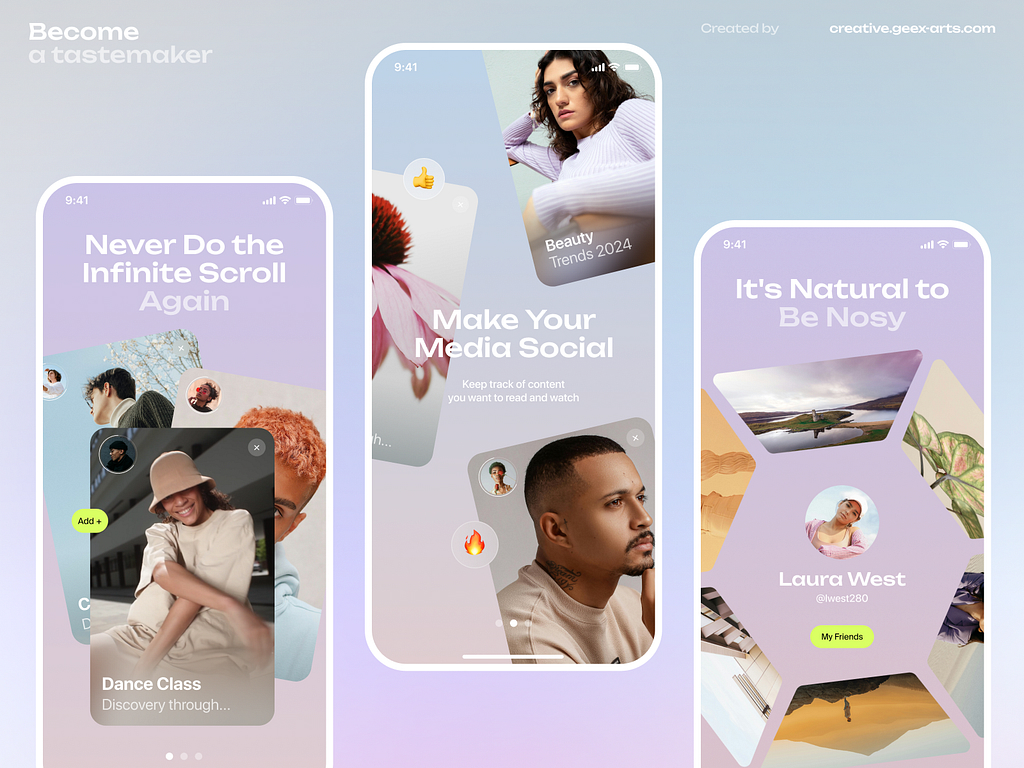 Become
a tastemaker
Created by
creative.geex-arts.com
9:41
Never Do the
Infinite Scroll
Again
Add +
Dance Class
Discovery through...
9:41
Beauty
Trends 2024
Make Your
Media Social
Keep track of content
you want to read and watch
9:41
It's Natural to
Be Nosy
Laura West
@lwest280
My Friends